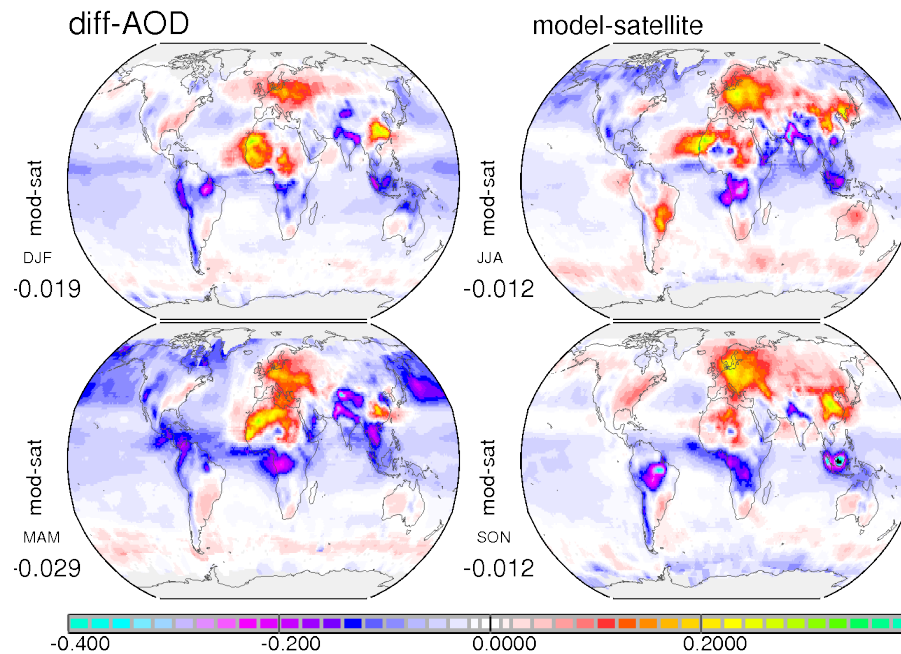 diff-AOD
model-satellite
mod-sat
DJF
-0.019
mod-sat
JJA
-0.012
mod-sat
MAM
-0.029
mod-sat
SON
-0.012
-0.400 -0.200 0.0000 0.2000